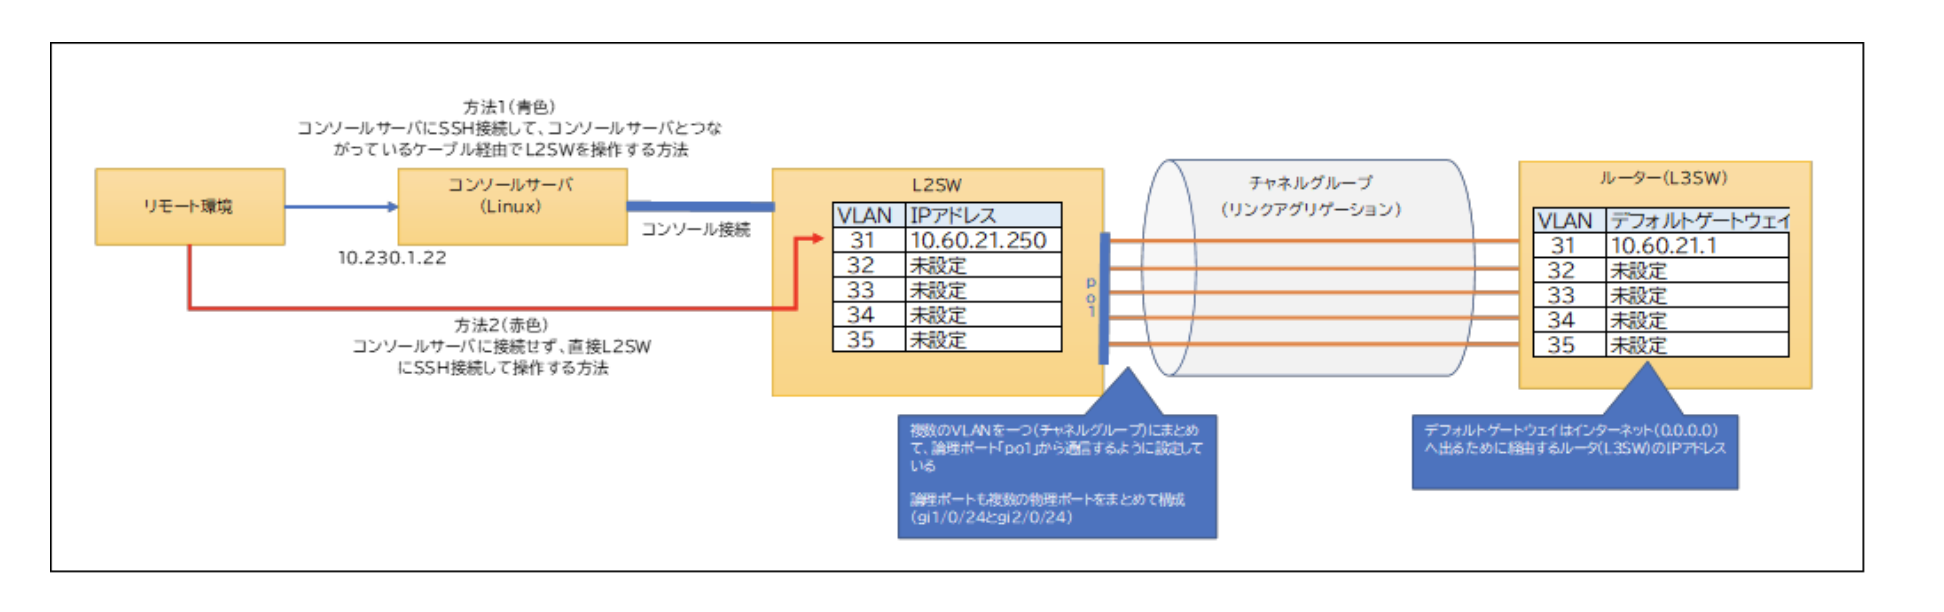 方法1(青色)
コンソールサーバにSSH接続して、コンソールサーバとつな
がっているケーブル経由でL2SWを操作する方法
リモート環境
コンソールサーバ
(Linux)
10.230.1.22
コンソール接続
方法2(赤色)
コンソールサーバに接続せず、直接L2SW
にSSH接続して操作する方法
L2SW
VLAN IPアドレス
31 10.60.21.250
32 未設定
33 未設定
34 未設定
35 未設定
po1
チャネルグループ
(リンクアグリゲーション)
ルーター(L3SW)
VLAN デフォルトゲートウェイ
31 10.60.21.1
32 未設定
33 未設定
34 未設定
35 未設定
複数のVLANを一つ(チャネルグループ)にまとめ
て、論理ポート「po1」から通信するように設定して
いる
論理ポートも複数の物理ポートをまとめて構成
(gi1/0/24とgi2/0/24)
デフォルトゲートウェイはインターネット(0.0.0.0)
へ出るために経由するルータ(L3SW)のIPアドレス